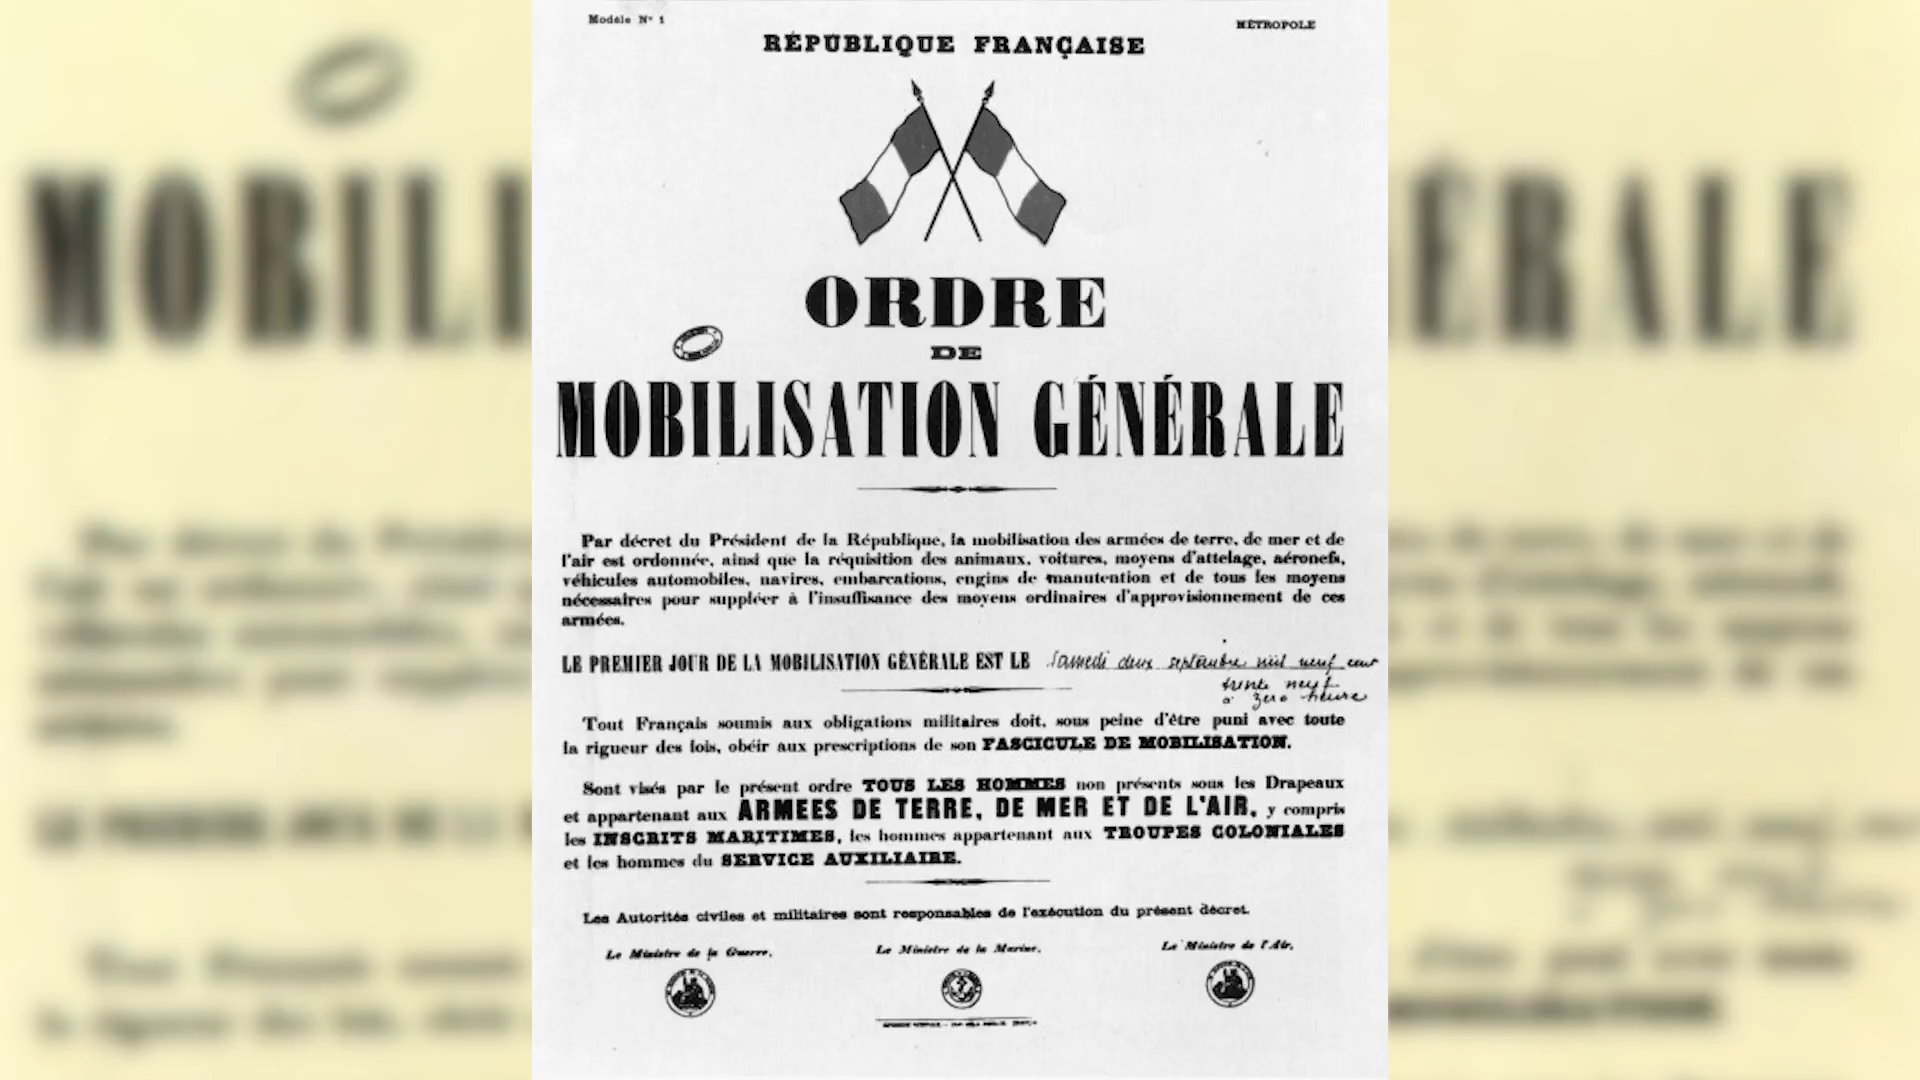 Modèle N° 1
MÉTROPOLE
RÉPUBLIQUE FRANÇAISE
ORDRE
DE
MOBILISATION GÉNÉRALE
Par décret du Président de la République, la mobilisation des armées de terre, de mer et de
l'air est ordonnée, ainsi que la réquisition des animaux, voitures, moyens d'attelage, aéronefs,
véhicules automobiles, navires, embarcations, engins de manutention et de tous les moyens
nécessaires pour suppléer à l'insuffisance des moyens ordinaires d'approvisionnement de ces
armées.
LE PREMIER JOUR DE LA MOBILISATION GÉNÉRALE EST LE samedi deux septembre mil neuf cent
trente neuf
à zéro heure
Tout Français soumis aux obligations militaires doit, sous peine d'être puni avec toute
la rigueur des lois, obéir aux prescriptions de son FASCICULE DE MOBILISATION.
Sont visés par le présent ordre TOUS LES HOMMES non présents sous les Drapeaux
et appartenant aux ARMÉES DE TERRE, DE MER ET DE L'AIR, y compris
les INSCRITS MARITIMES, les hommes appartenant aux TROUPES COLONIALES
et les hommes du SERVICE AUXILIAIRE.
Les Autorités civiles et militaires sont responsables de l'exécution du présent décret.
Le Ministre de la Guerre,
Le Ministre de la Marine,
Le Ministre de l'Air,
MOBILI
ÉRALE